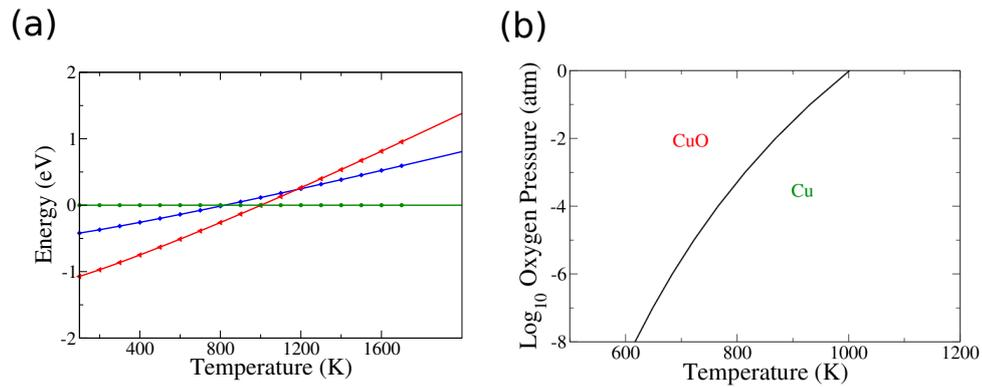 (a)
(b)
Energy (eV)
2
1
0
-1
-2
400
800
1200
1600
Temperature (K)
Log10 Oxygen Pressure (atm)
0
-2
-4
-6
-8
CuO
Cu
600
800
1000
1200
Temperature (K)